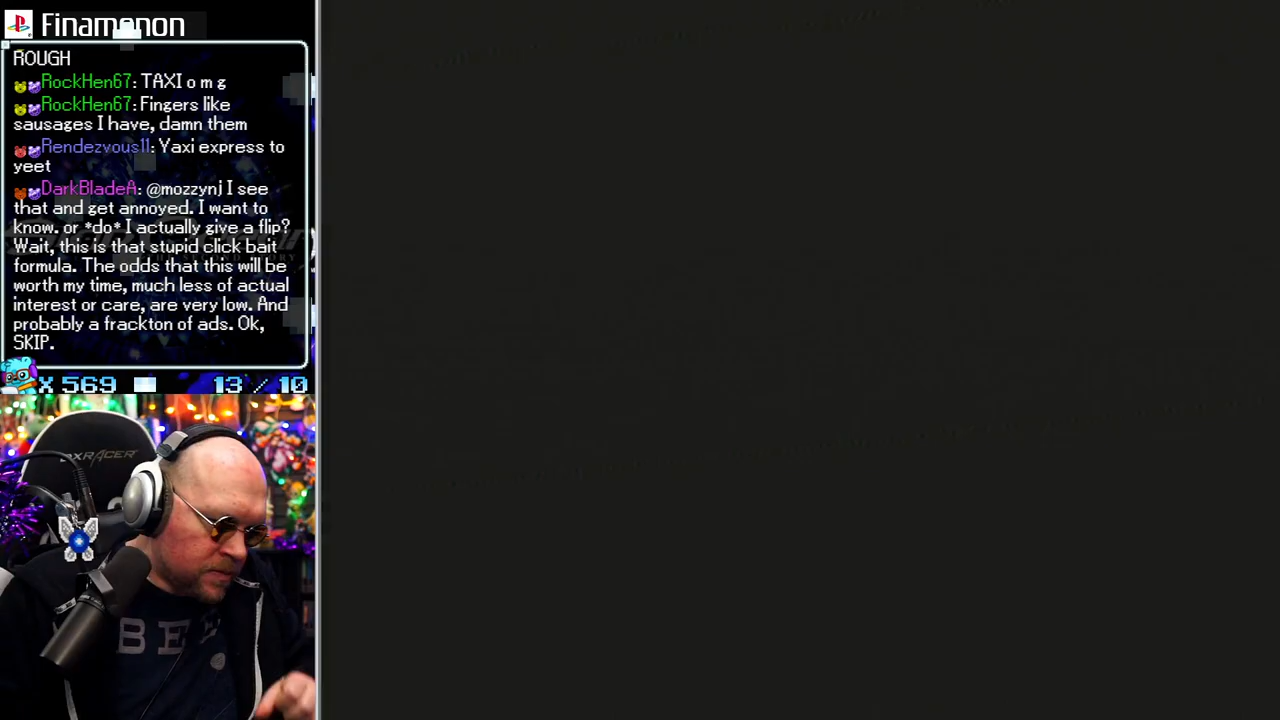 Finamenon
ROUGH
RockHen67: TAXI o m g
RockHen67: Fingers like
sausages I have, damn them
Rendezvous11: Yaxi express to
yeet
DarkBladeA: @mozzynj I see
that and get annoyed. I want to
know. or *do* I actually give a flip?
Wait, this is that stupid click bait
formula. The odds that this will be
worth my time, much less of actual
interest or care, are very low. And
probably a frackton of ads. Ok,
SKIP.
X 569 13 / 10
DXRACER
BE